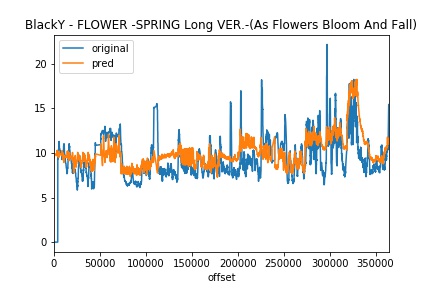 BlackY - FLOWER -SPRING Long VER.-(As Flowers Bloom And Fall)
original
pred
20
15
10
5
0
0 50000 100000 150000 200000 250000 300000 350000
offset